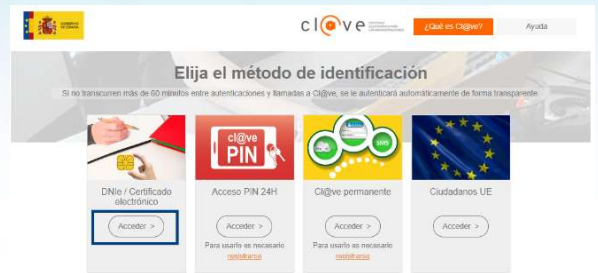 GOBIERNO DE ESPAÑA
cl@ve
¿Qué es Cl@ve?
Ayuda
Elija el método de identificación
Si no transcurren más de 60 minutos entre autenticaciones y llamadas a Cl@ve, se le autenticará automáticamente de forma transparente.
cl@ve
PIN
SMS
DNIe / Certificado
electrónico
Acceder >
Acceso PIN 24H
Acceder >
Para usarlo es necesario
registrarse
Cl@ve permanente
Acceder >
Para usarlo es necesario
registrarse
Ciudadanos UE
Acceder >